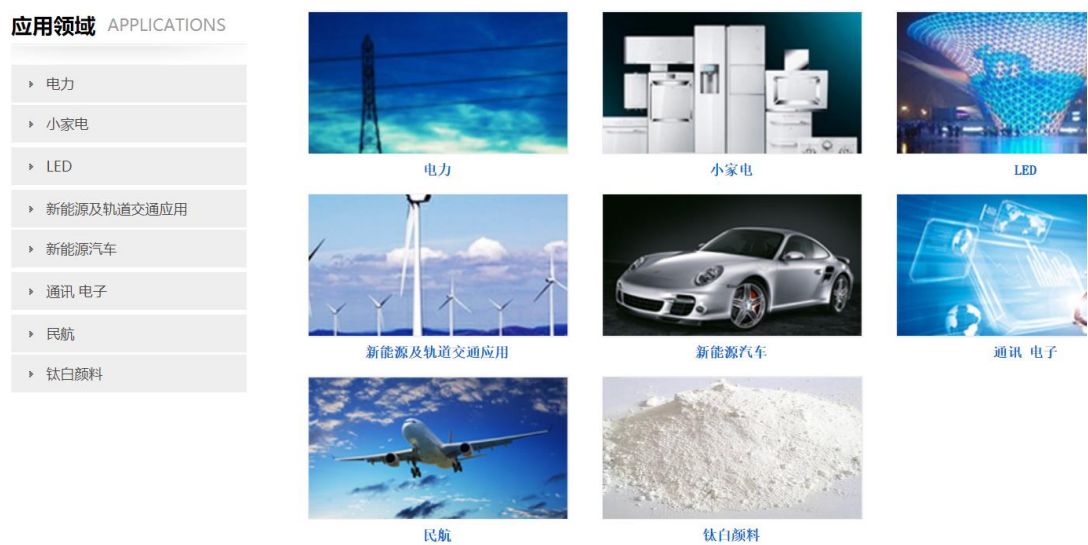 应用领域 APPLICATIONS
电力
小家电
LED
新能源及轨道交通应用
新能源汽车
通讯 电子
民航
钛白颜料
电力
小家电
LED
新能源及轨道交通应用
新能源汽车
通讯 电子
民航
钛白颜料